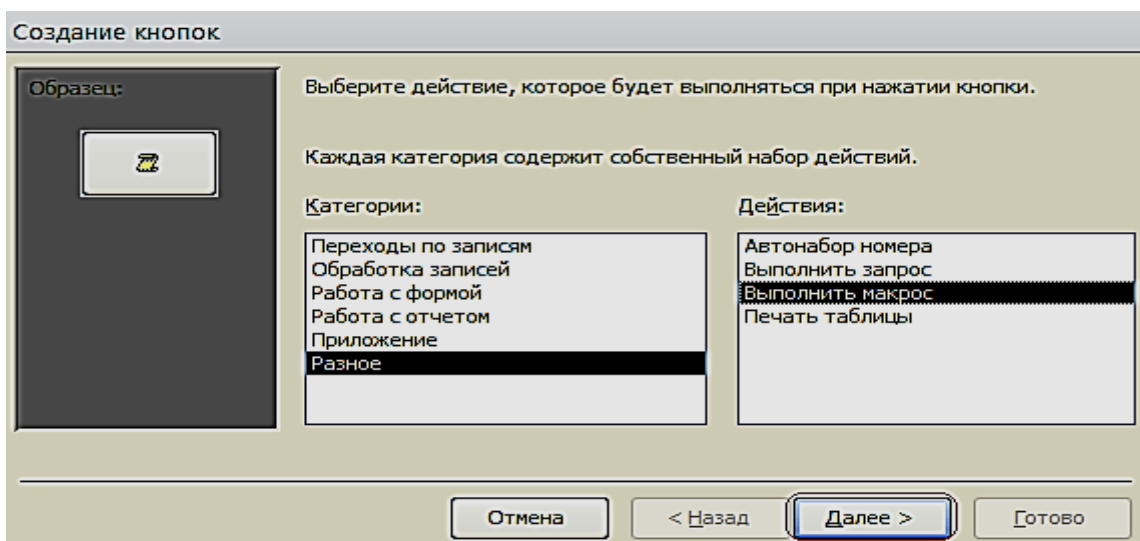 Создание кнопок
Образец:
Выберите действие, которое будет выполняться при нажатии кнопки.
Каждая категория содержит собственный набор действий.
Категории:
Переходы по записям
Обработка записей
Работа с формой
Работа с отчетом
Приложение
Разное
Действия:
Автонабор номера
Выполнить запрос
Выполнить макрос
Печать таблицы
Отмена
< Назад
Далее >
Готово